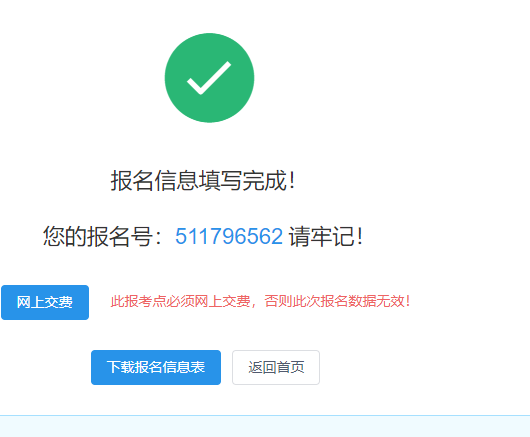 报名信息填写完成！
您的报名号：511796562 请牢记！
网上交费 此报考点必须网上交费，否则此次报名数据无效！
下载报名信息表 返回首页